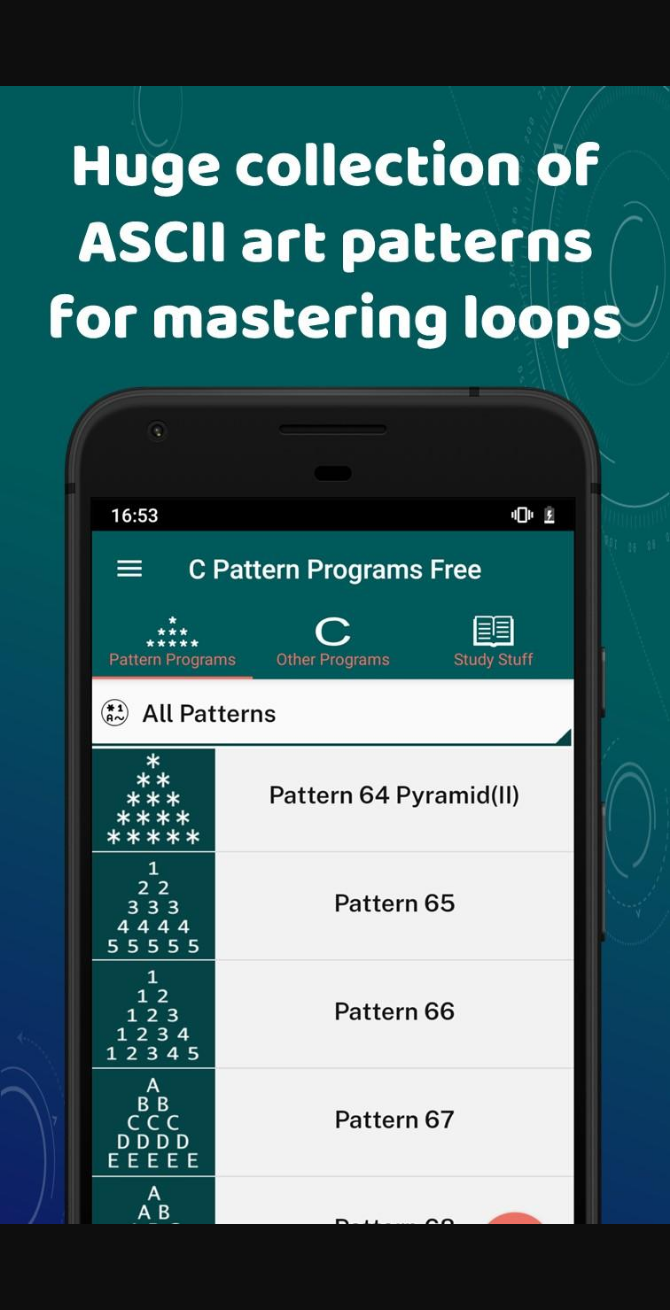 Huge collection of
ASCII art patterns
for mastering loops
16:53
C Pattern Programs Free
Pattern Programs
C
Other Programs
Study Stuff
All Patterns
*
* *
* * *
* * * *
* * * * *
Pattern 64 Pyramid(II)
1
2 2
3 3 3
4 4 4 4
5 5 5 5 5
Pattern 65
1
1 2
1 2 3
1 2 3 4
1 2 3 4 5
Pattern 66
A
B B
C C C
D D D D
E E E E E
Pattern 67
A
A B